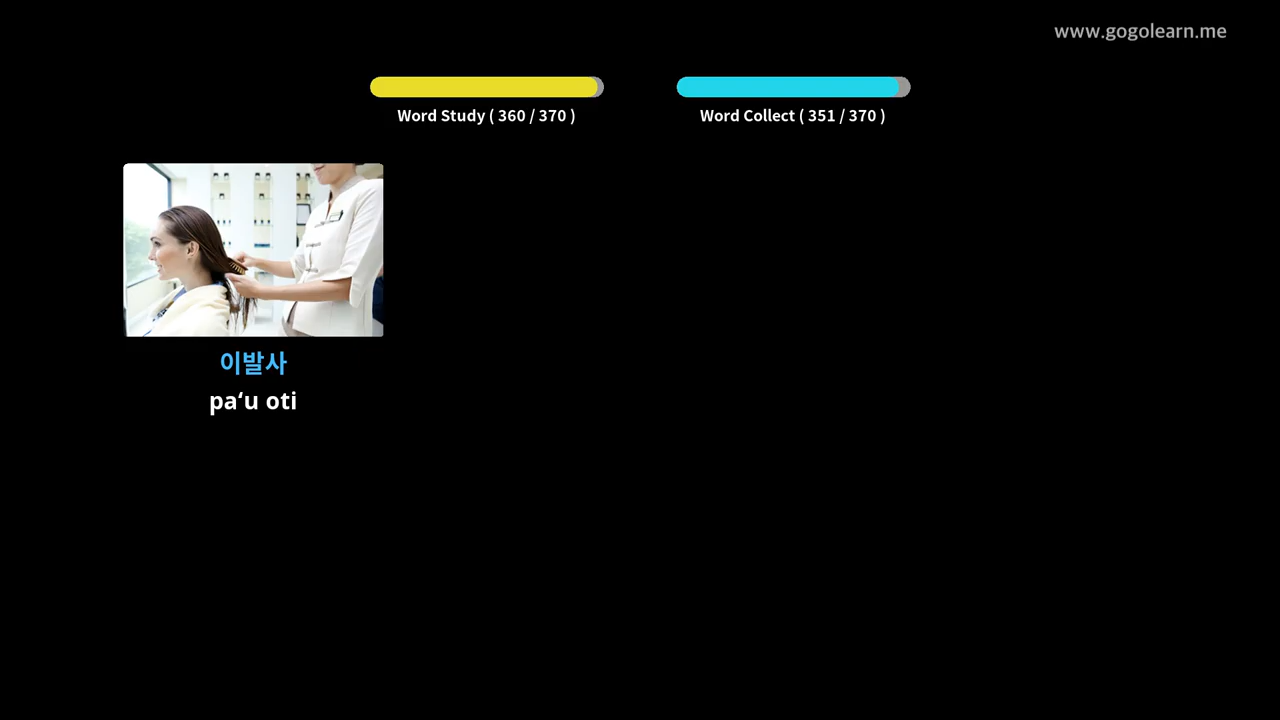 www.gogolearn.me
Word Study ( 360 / 370 )
Word Collect ( 351 / 370 )
이발사
pa‘u oti